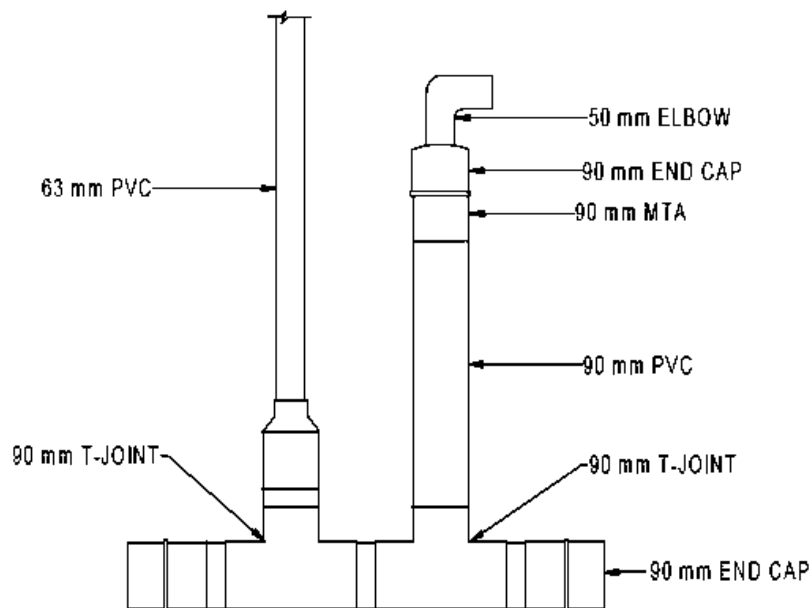 50 mm ELBOW
90 mm END CAP
63 mm PVC
90 mm MTA
90 mm PVC
90 mm T-JOINT
90 mm T-JOINT
90 mm END CAP